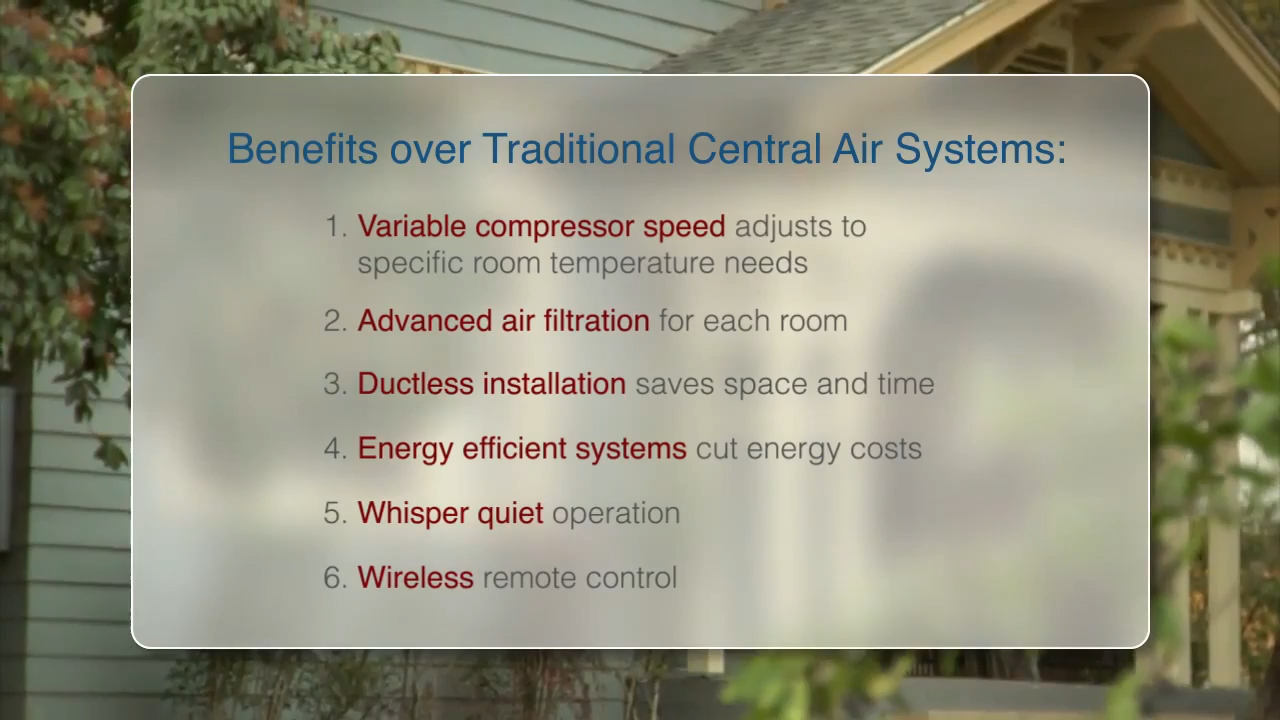 Benefits over Traditional Central Air Systems:
1. Variable compressor speed adjusts to
specific room temperature needs
2. Advanced air filtration for each room
3. Ductless installation saves space and time
4. Energy efficient systems cut energy costs
5. Whisper quiet operation
6. Wireless remote control